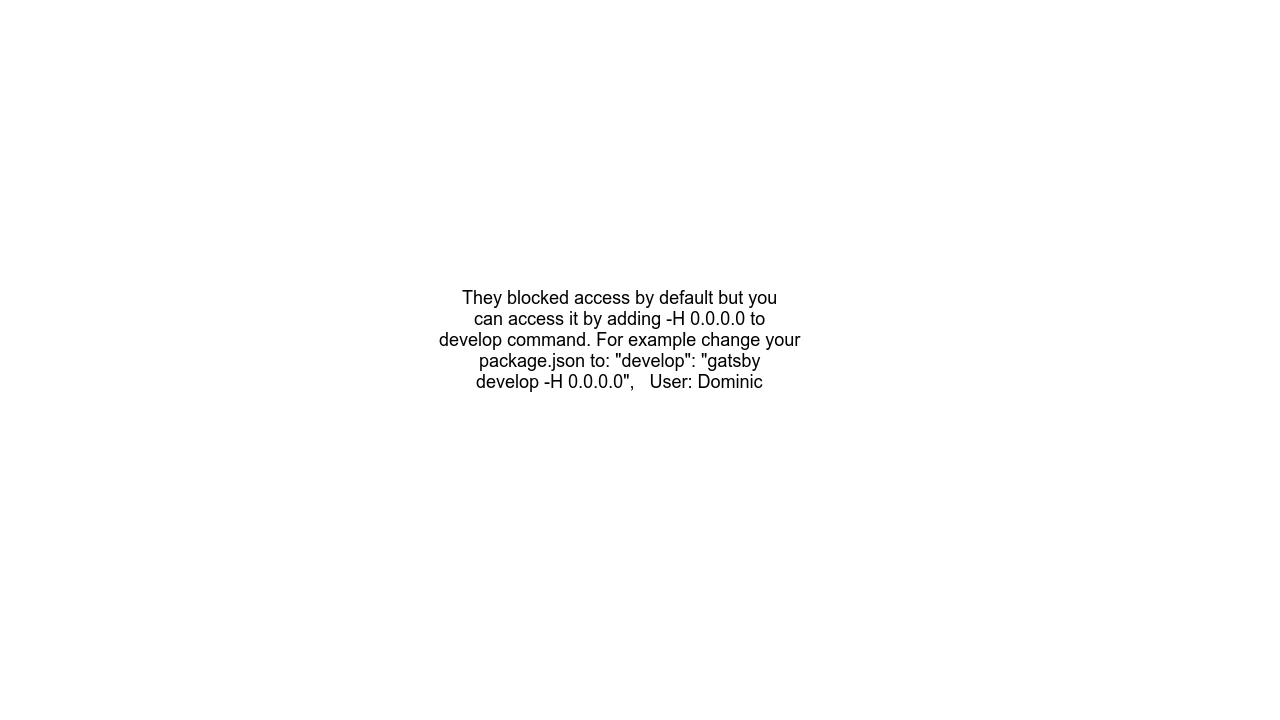 They blocked access by default but you
can access it by adding -H 0.0.0.0 to
develop command. For example change your
package.json to: "develop": "gatsby
develop -H 0.0.0.0",   User: Dominic